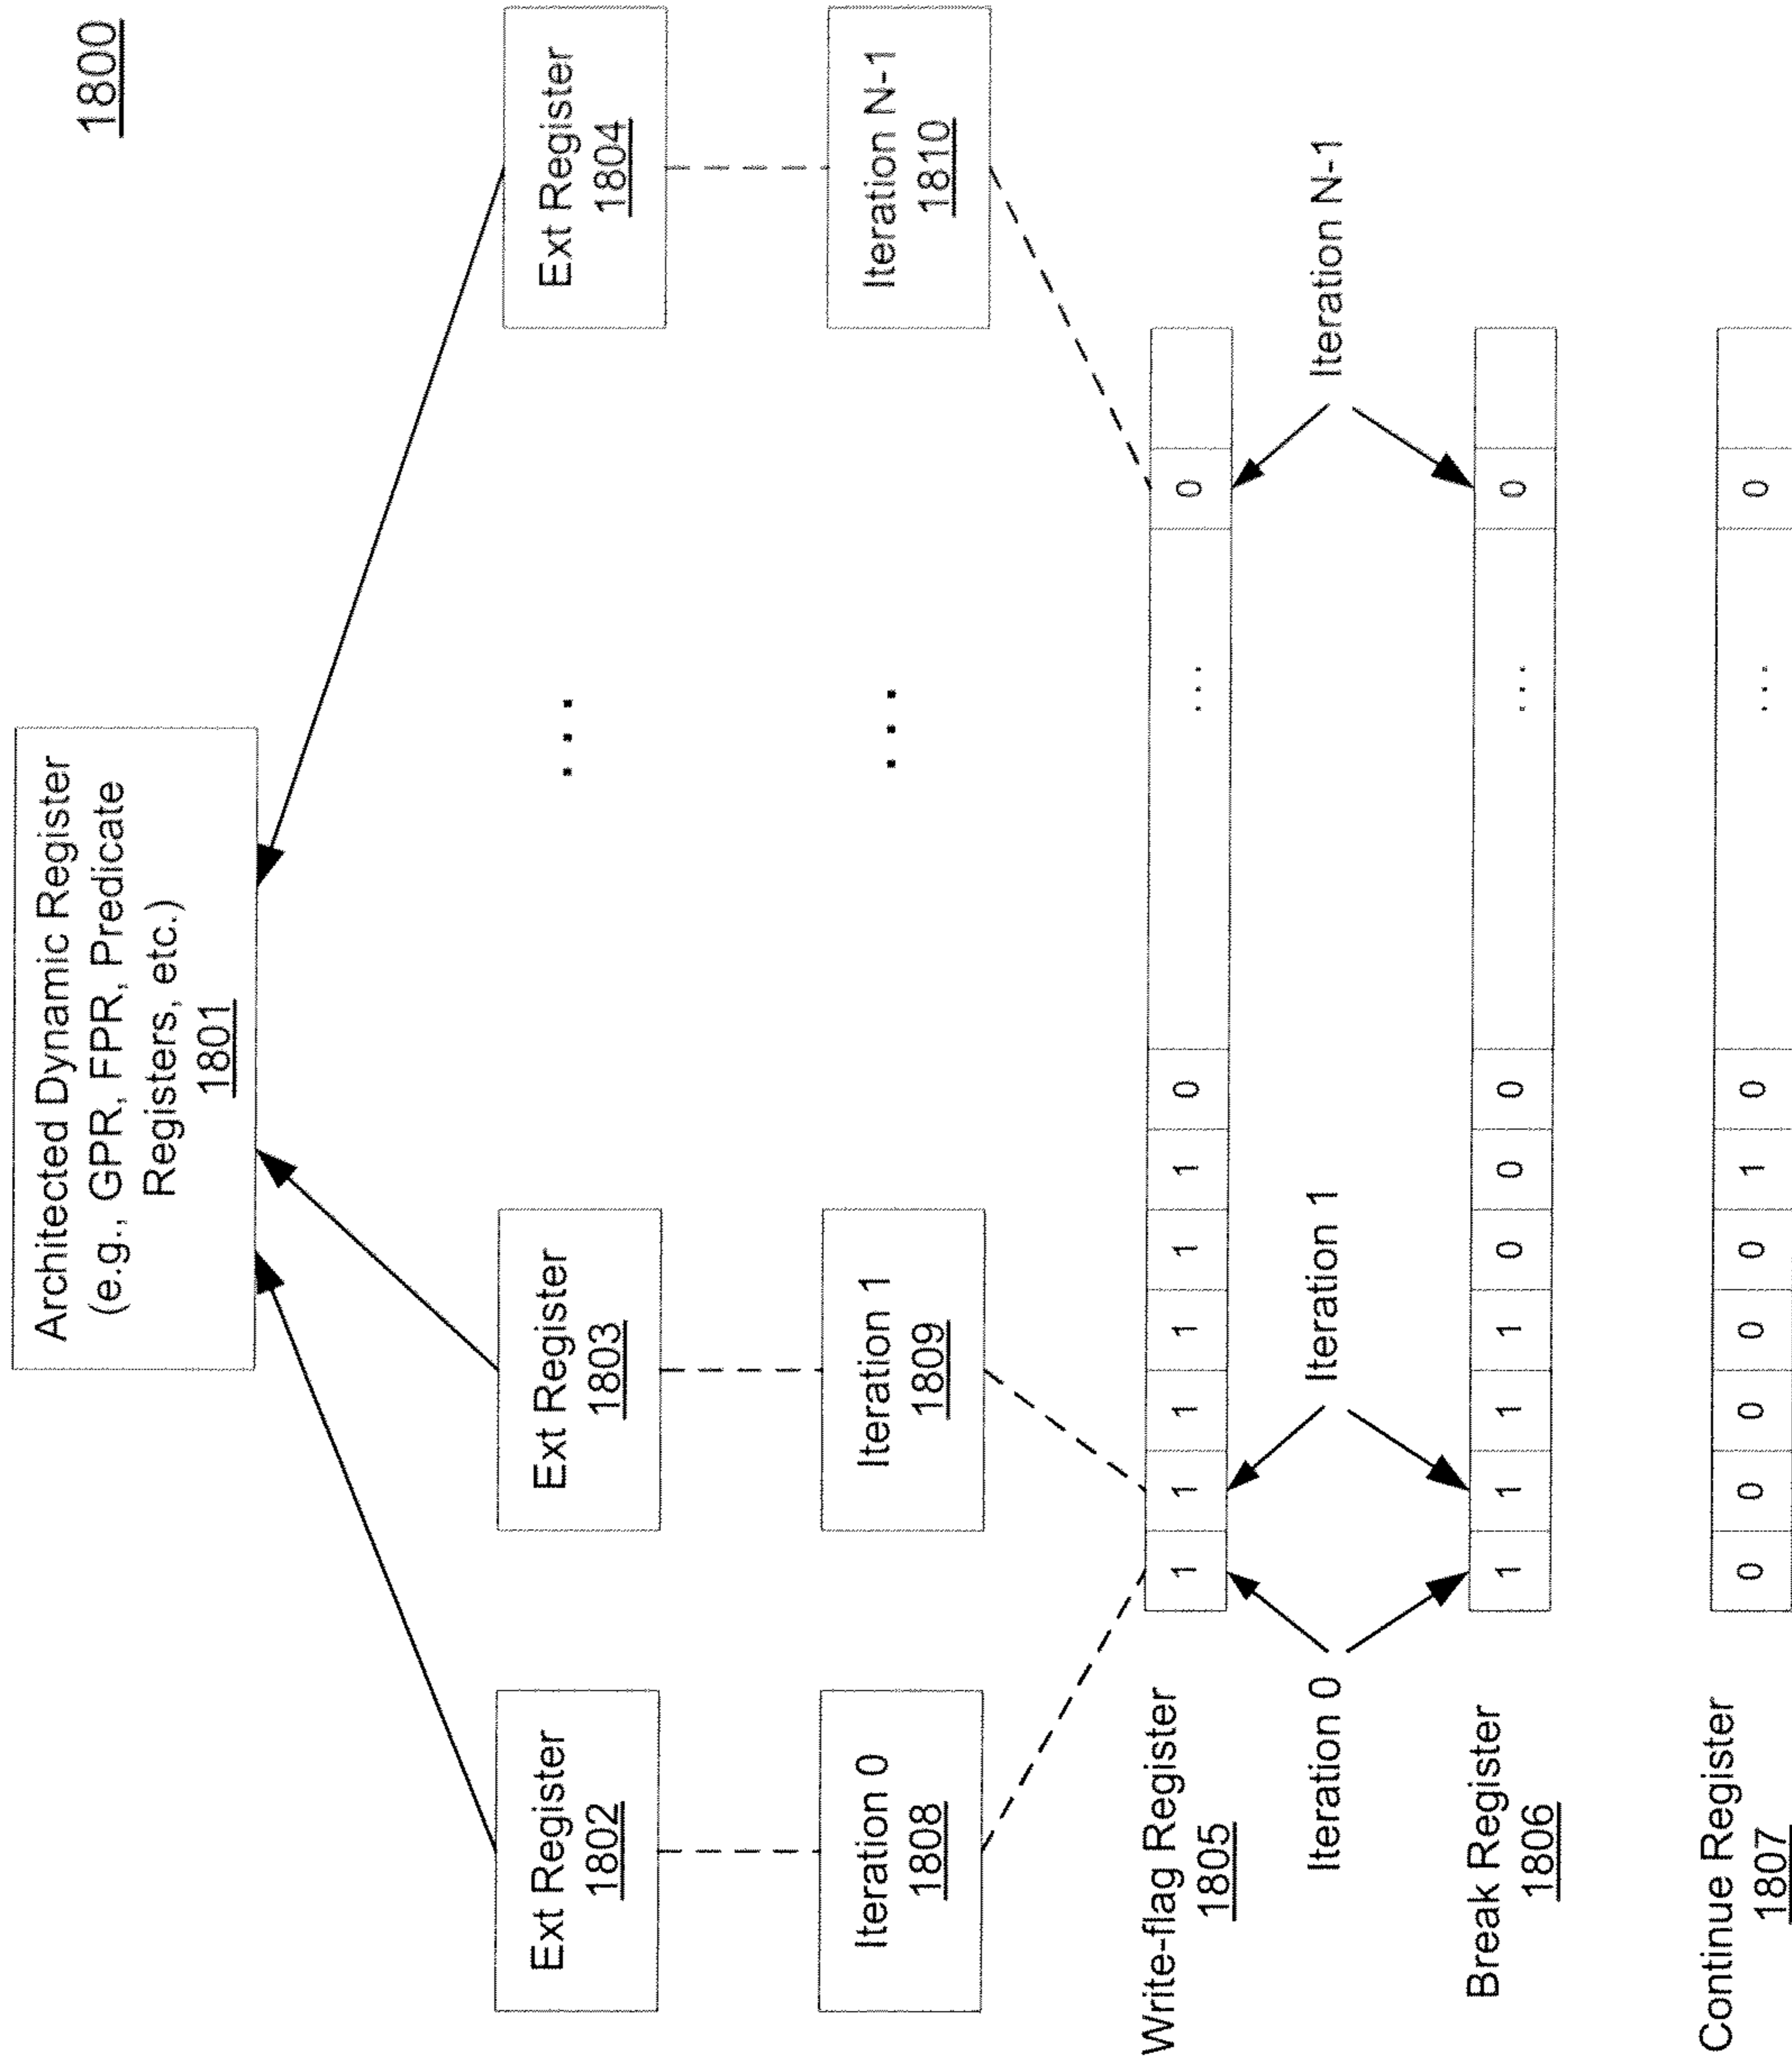 1800
Architected Dynamic Register
(e.g., GPR, FPR, Predicate
Registers, etc.)
1801
Ext Register
1802
Ext Register
1803
...
Ext Register
1804
Iteration 0
1808
Iteration 1
1809
...
Iteration N-1
1810
Write-flag Register
1805
1 1 1 1 1 1 0 ... 0
Iteration 0
Iteration 1
Iteration N-1
Break Register
1806
1 1 1 1 0 0 0 ... 0
Continue Register
1807
0 0 0 0 0 1 0 ... 0